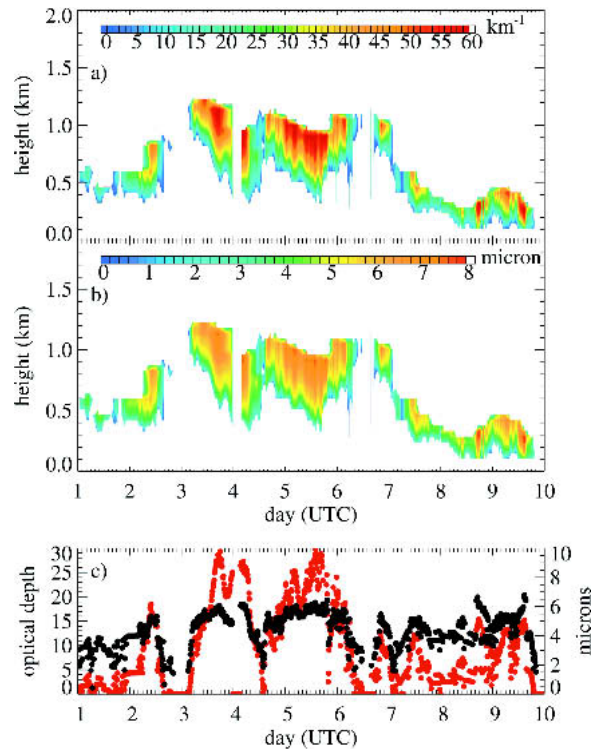 2.0
km-1
0 5 10 15 20 25 30 35 40 45 50 55 60
1.5
a)
height (km)
1.0
0.5
0.0
micron
0 1 2 3 4 5 6 7 8
1.5
b)
height (km)
1.0
0.5
0.0
1 2 3 4 5 6 7 8 9 10
day (UTC)
30 10
c)
25 8
20 6
15
optical depth
microns
10 4
5 2
0 0
1 2 3 4 5 6 7 8 9 10
day (UTC)